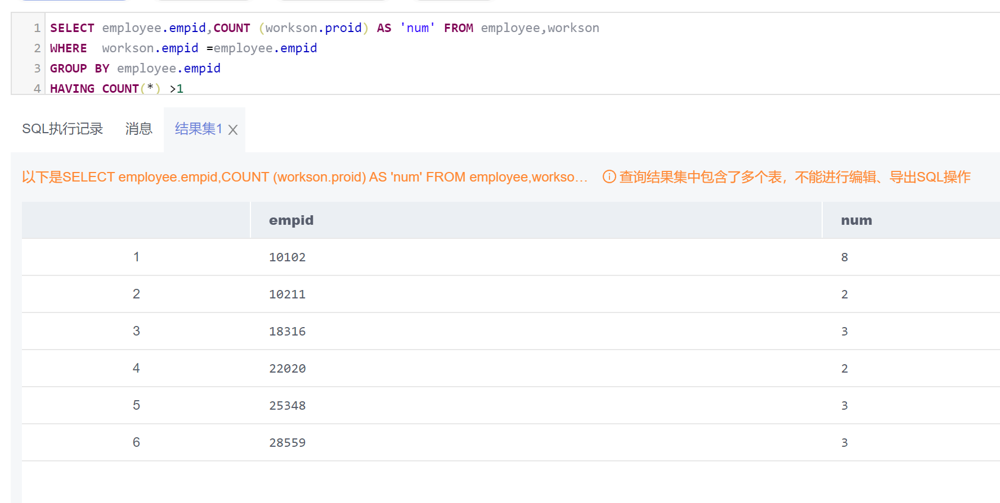 1 SELECT employee.empid,COUNT (workson.proid) AS 'num' FROM employee,workson
2 WHERE  workson.empid =employee.empid
3 GROUP BY employee.empid
4 HAVING COUNT(*) >1
SQL执行记录 消息 结果集1
以下是SELECT employee.empid,COUNT (workson.proid) AS 'num' FROM employee,workso... 查询结果集中包含了多个表，不能进行编辑、导出SQL操作
empid num
1 10102 8
2 10211 2
3 18316 3
4 22020 2
5 25348 3
6 28559 3